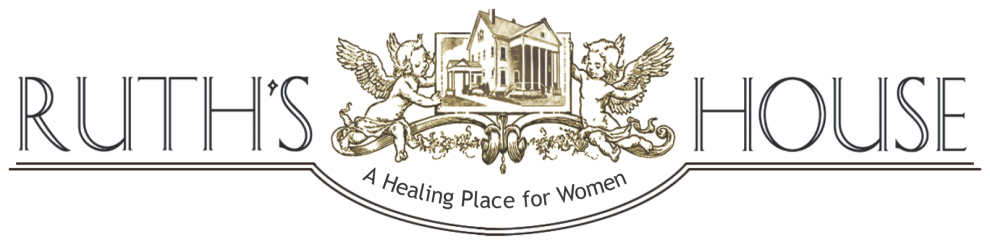 RUTH'S HOUSE
A Healing Place for Women